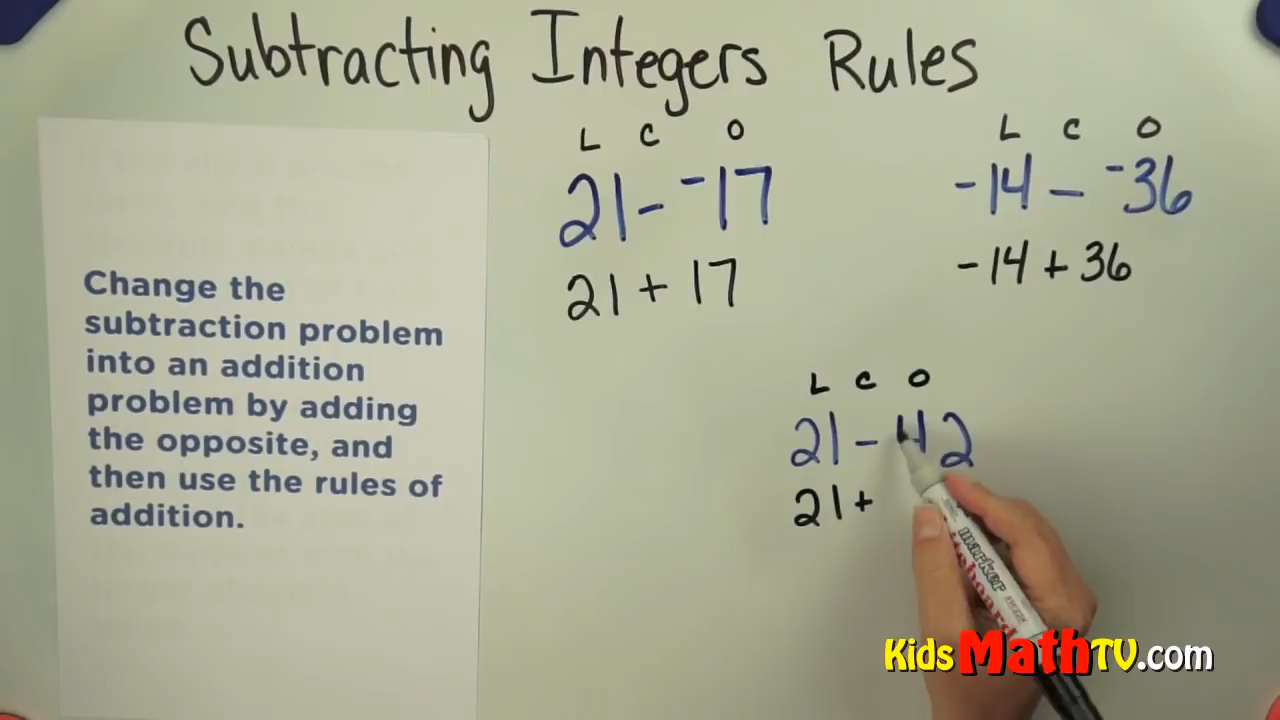 Subtracting Integers Rules
Change the
subtraction problem
into an addition
problem by adding
the opposite, and
then use the rules of
addition.
L C O
21 - -17
21 + 17
L C O
-14 - -36
-14 + 36
L C O
21 - 42
21 +
KidsMathTV.com